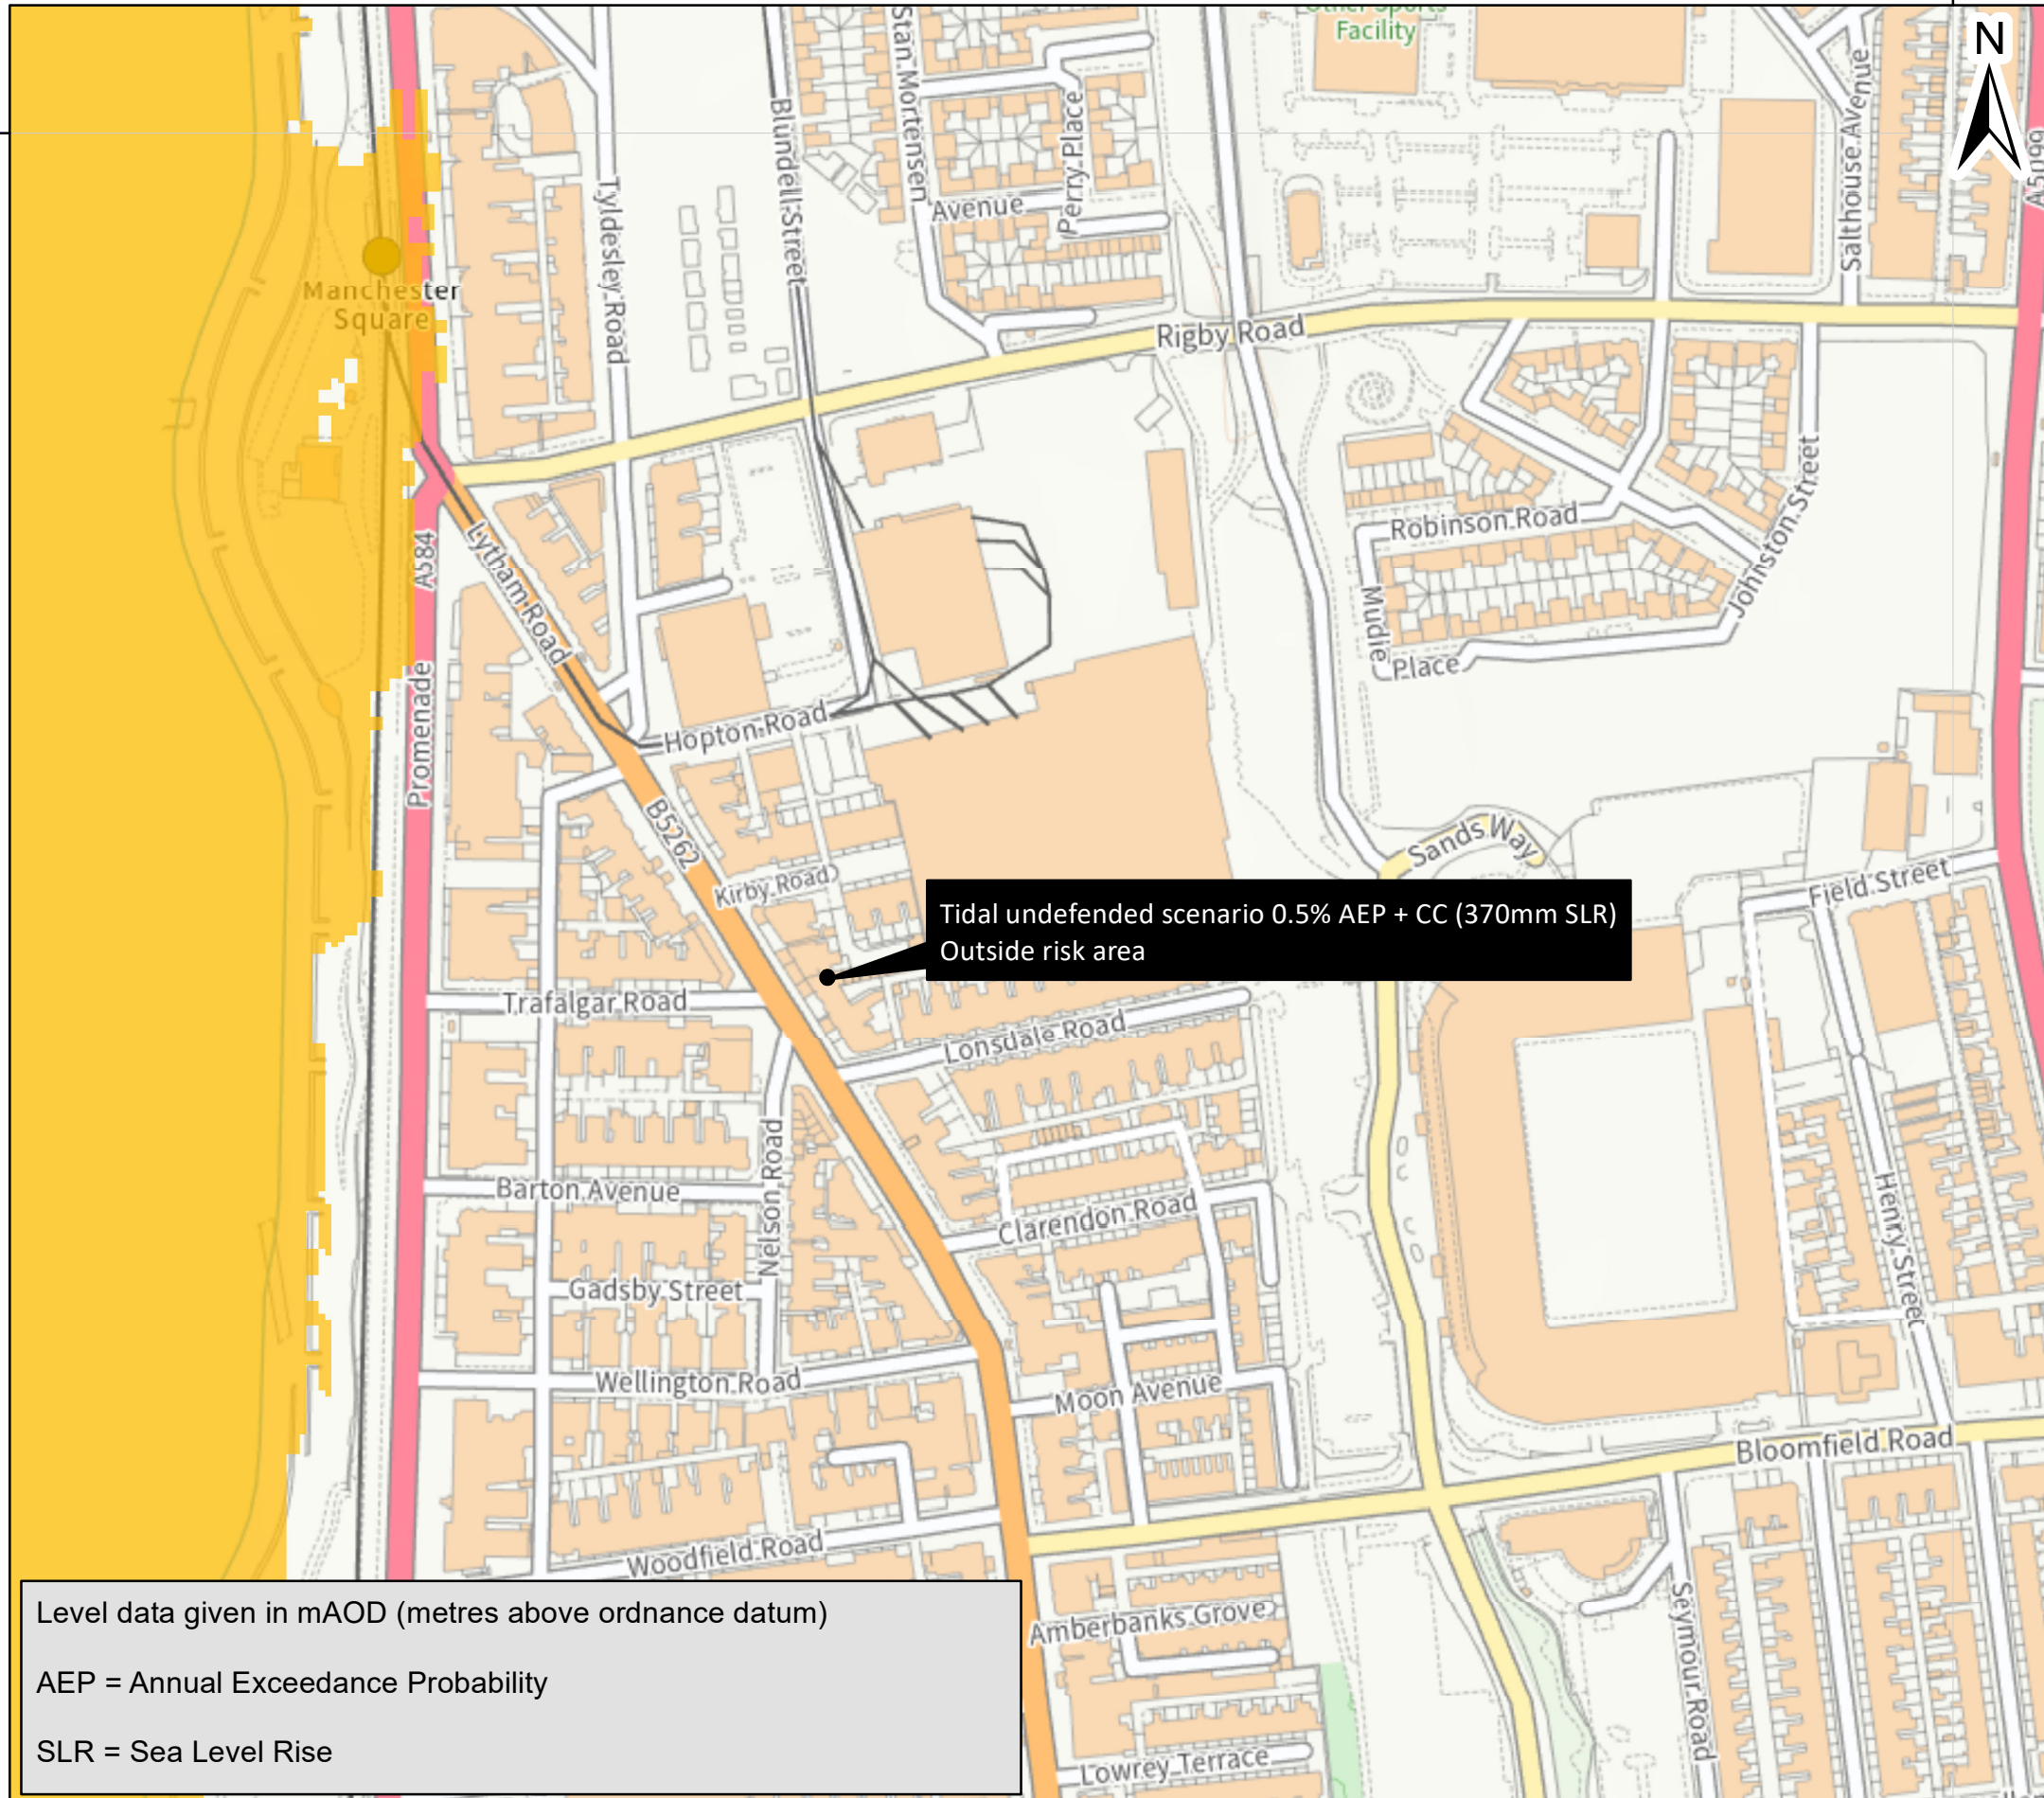 Other Sports
Facility
N
Stan Mortensen
Avenue
Perry Place
Blundell Street
Tyldesley Road
Salthouse Avenue
A5099
Manchester
Square
Rigby Road
Lytham Road
A584
Promenade
Robinson Road
Johnston Street
Mudie
Place
Hopton Road
B5262
Kirby Road
Sands Way
Field Street
Tidal undefended scenario 0.5% AEP + CC (370mm SLR)
Outside risk area
Trafalgar Road
Lonsdale Road
Nelson Road
Barton Avenue
Clarendon Road
Henry Street
Gadsby Street
Wellington Road
Moon Avenue
Bloomfield Road
Woodfield Road
Amberbanks Grove
Seymour Road
Lowrey Terrace
Level data given in mAOD (metres above ordnance datum)
AEP = Annual Exceedance Probability
SLR = Sea Level Rise